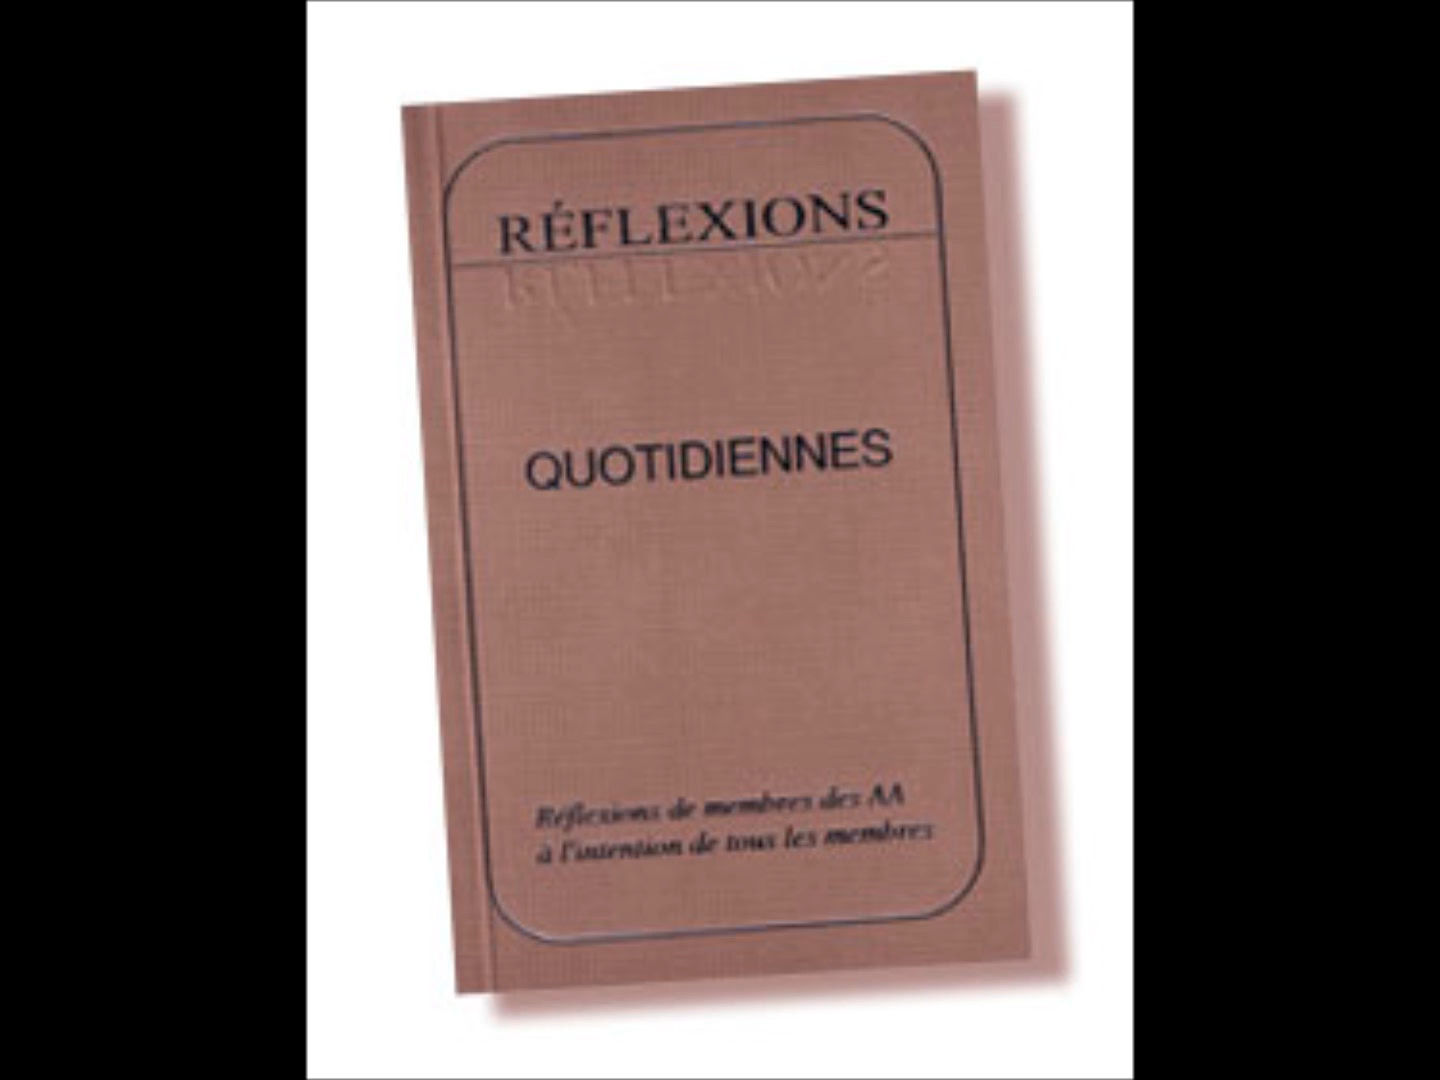 RÉFLEXIONS
QUOTIDIENNES
Réflexions de membres des AA
à l'intention de tous les membres